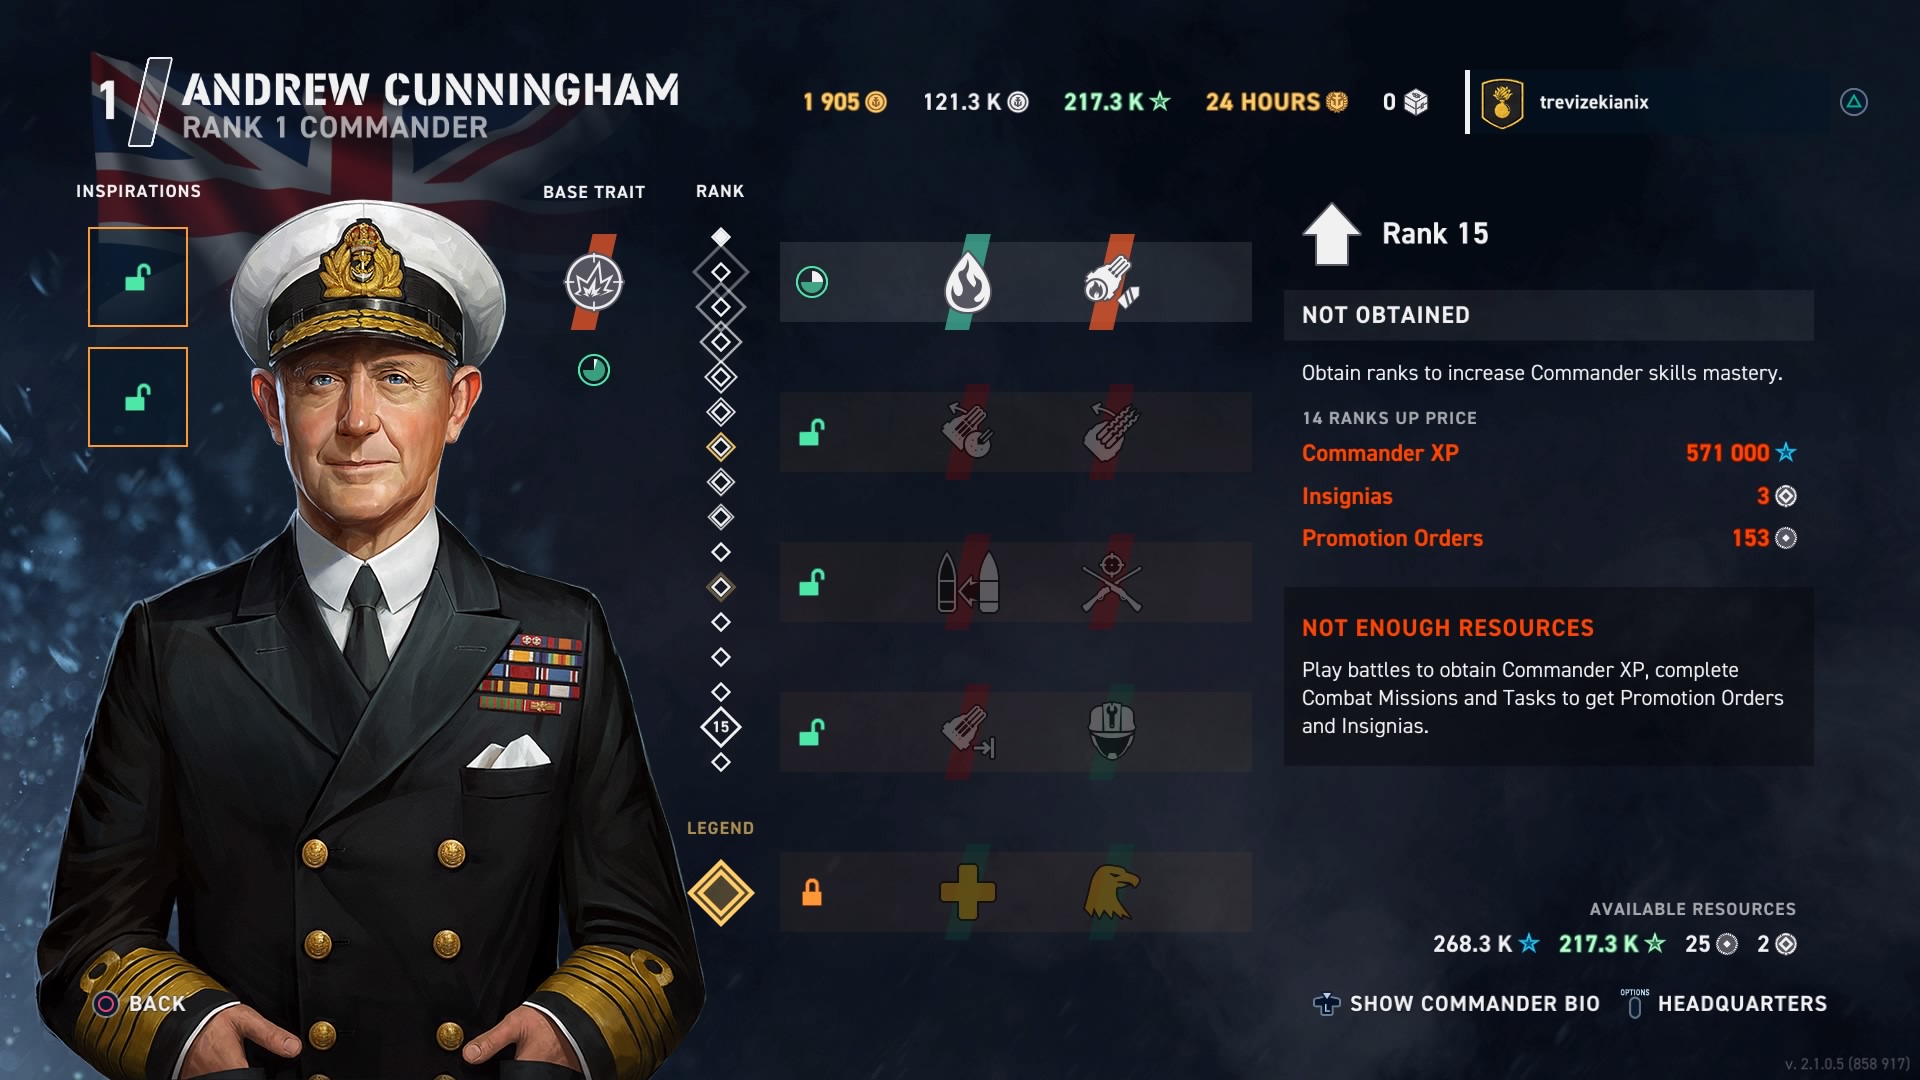 1
ANDREW CUNNINGHAM
RANK 1 COMMANDER
1 905
121.3 K
217.3 K
24 HOURS
0
trevizekianix
INSPIRATIONS
BASE TRAIT
RANK
15
LEGEND
Rank 15
NOT OBTAINED
Obtain ranks to increase Commander skills mastery.
14 RANKS UP PRICE
Commander XP 571 000
Insignias 3
Promotion Orders 153
NOT ENOUGH RESOURCES
Play battles to obtain Commander XP, complete
Combat Missions and Tasks to get Promotion Orders
and Insignias.
AVAILABLE RESOURCES
268.3 K 217.3 K 25 2
BACK
L SHOW COMMANDER BIO
OPTIONS
HEADQUARTERS
v. 2.1.0.5 (858 917)